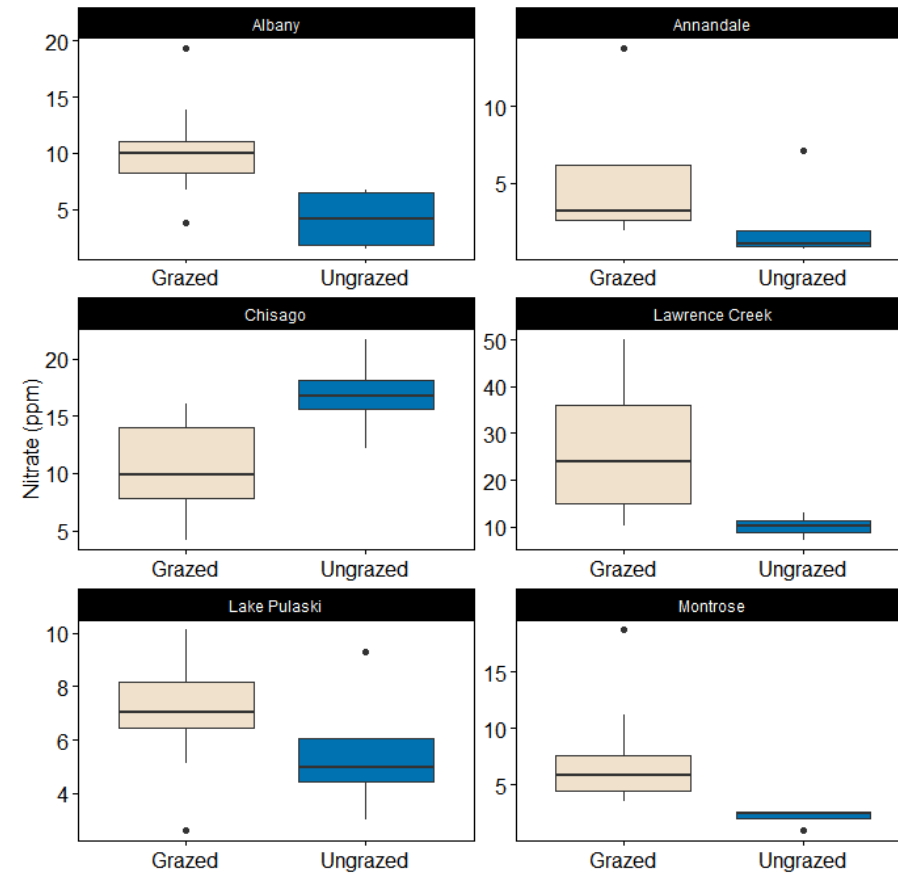 Albany
Annandale
20
15
10
5
10
5
Grazed
Ungrazed
Grazed
Ungrazed
Chisago
Lawrence Creek
Nitrate (ppm)
20
15
10
5
50
40
30
20
10
Grazed
Ungrazed
Grazed
Ungrazed
Lake Pulaski
Montrose
10
8
6
4
15
10
5
Grazed
Ungrazed
Grazed
Ungrazed